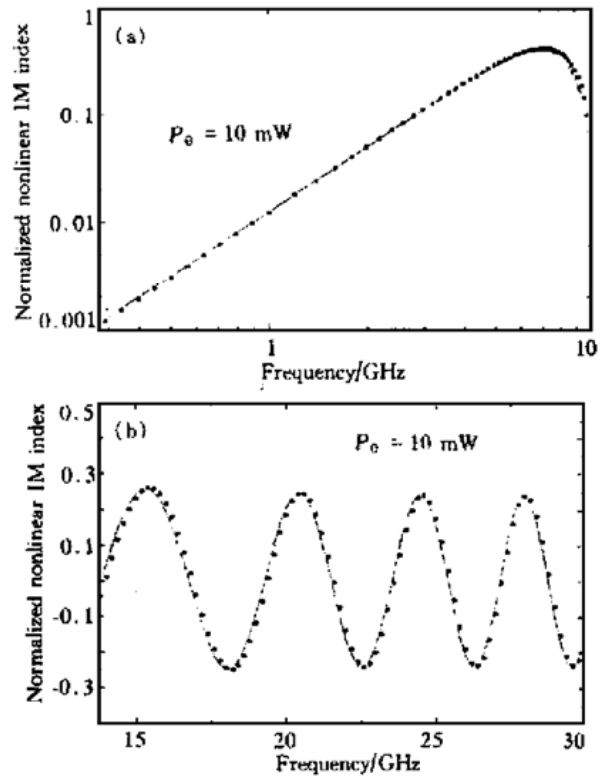 (a)
Normalized nonlinear IM index
1
0.1
0.01
0.001
P₀ = 10 mW
1
10
Frequency/GHz
(b)
Normalized nonlinear IM index
0.5
0.3
0.1
-0.1
-0.3
P₀ = 10 mW
15
20
25
30
Frequency/GHz